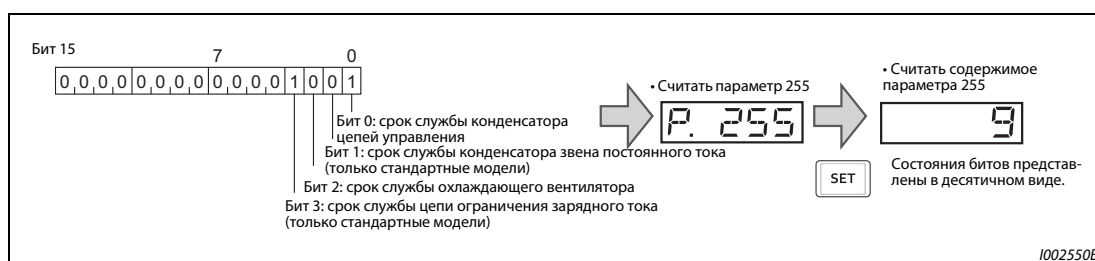 Бит 15
7
0
0 0 0 0 0 0 0 0 0 0 0 0 1 0 0 1
Бит 0: срок службы конденсатора
цепей управления
Бит 1: срок службы конденсатора звена постоянного тока
(только стандартные модели)
Бит 2: срок службы охлаждающего вентилятора
Бит 3: срок службы цепи ограничения зарядного тока
(только стандартные модели)
• Считать параметр 255
P. 255
• Считать содержимое
параметра 255
9
SET
Состояния битов представ-
лены в десятичном виде.
I002550E